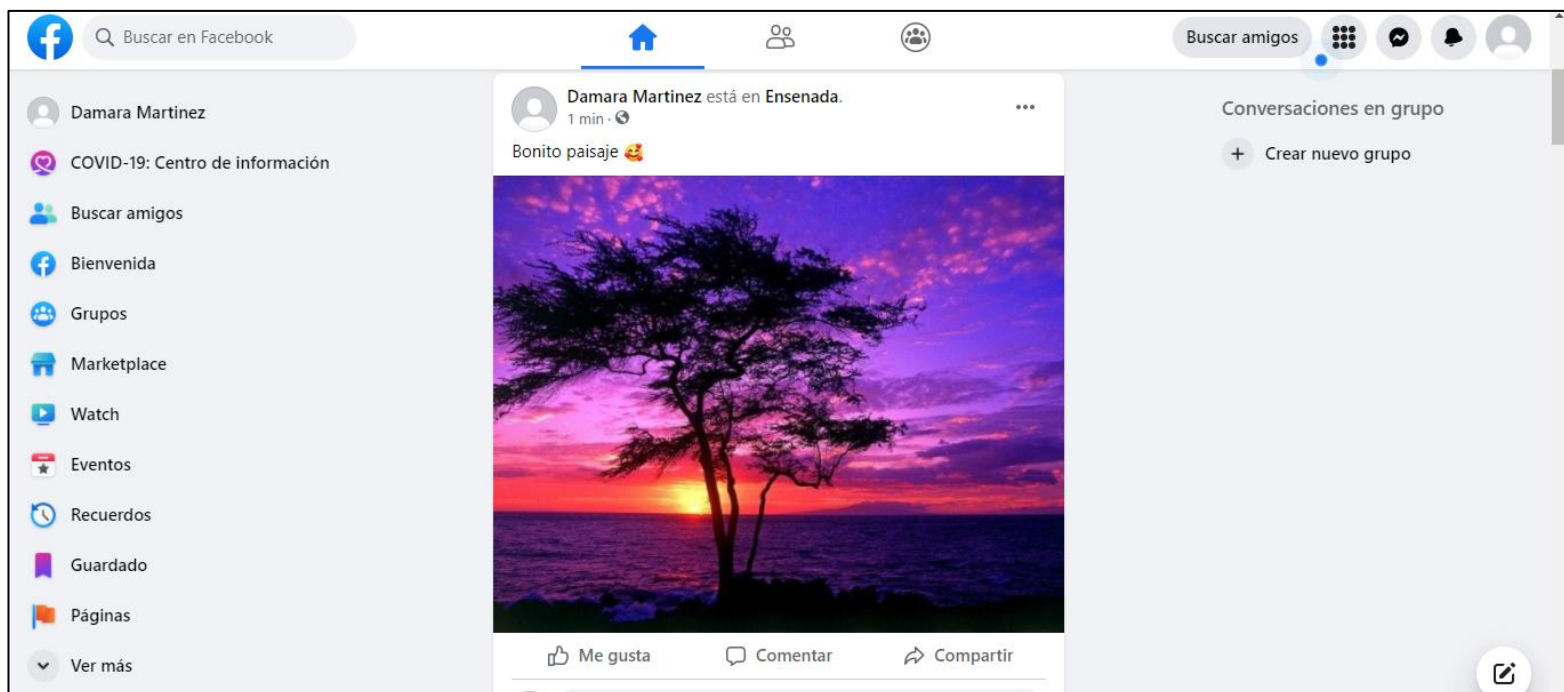 Buscar en Facebook
Buscar amigos
Damara Martinez
COVID-19: Centro de información
Buscar amigos
Bienvenida
Grupos
Marketplace
Watch
Eventos
Recuerdos
Guardado
Páginas
Ver más
Damara Martinez está en Ensenada.
1 min ·
Bonito paisaje 🥰
Me gusta
Comentar
Compartir
Conversaciones en grupo
Crear nuevo grupo